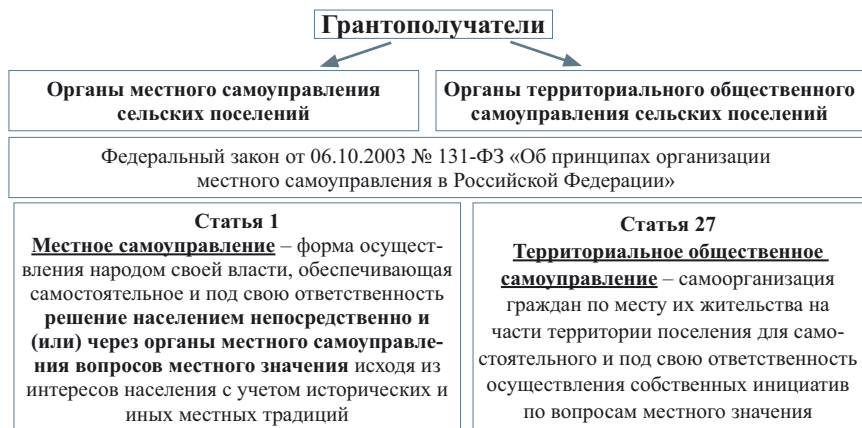 Грантополучатели
Органы местного самоуправления
сельских поселений
Органы территориального общественного
самоуправления сельских поселений
Федеральный закон от 06.10.2003 № 131-ФЗ «Об принципах организации
местного самоуправления в Российской Федерации»
Статья 1
Местное самоуправление – форма осущест-
вления народом своей власти, обеспечивающая
самостоятельное и под свою ответственность
решение населением непосредственно и
(или) через органы местного самоуправле-
ния вопросов местного значения исходя из
интересов населения с учетом исторических и
иных местных традиций
Статья 27
Территориальное общественное
самоуправление – самоорганизация
граждан по месту их жительства на
части территории поселения для само-
стоятельного и под свою ответственность
осуществления собственных инициатив
по вопросам местного значения